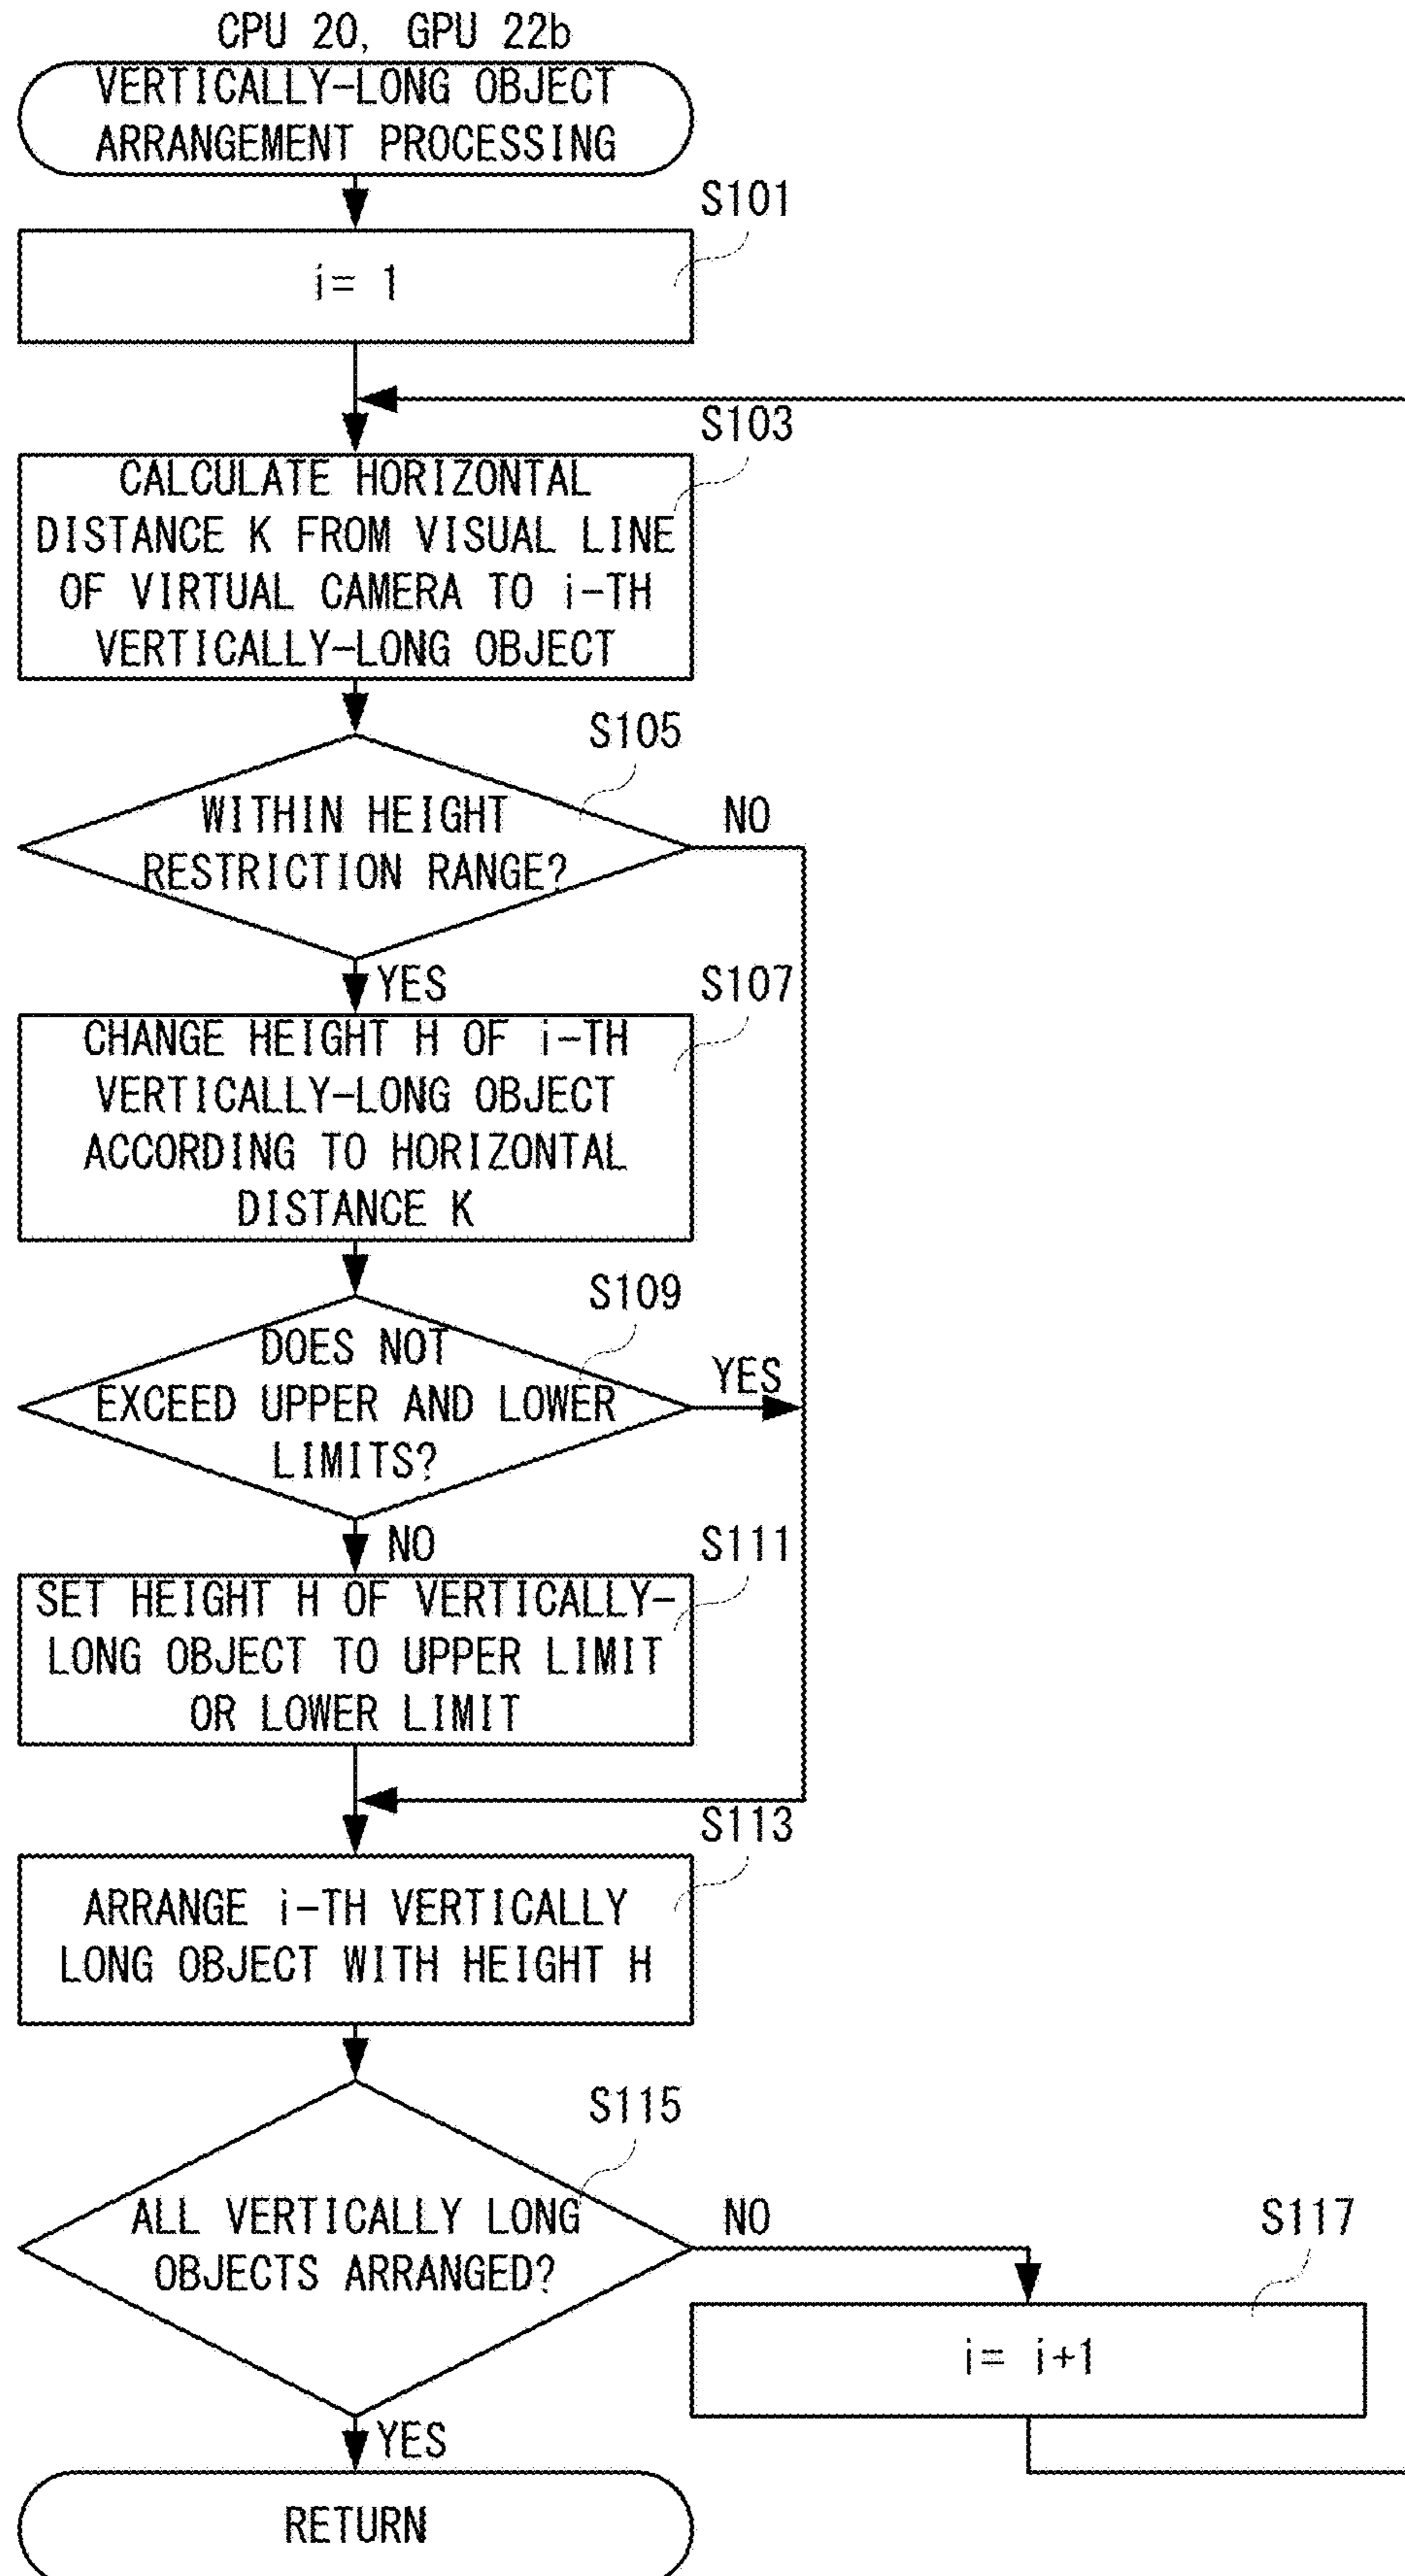 CPU 20, GPU 22b
VERTICALLY-LONG OBJECT
ARRANGEMENT PROCESSING
S101
i= 1
S103
CALCULATE HORIZONTAL
DISTANCE K FROM VISUAL LINE
OF VIRTUAL CAMERA TO i-TH
VERTICALLY-LONG OBJECT
S105
WITHIN HEIGHT
RESTRICTION RANGE?
NO
YES
S107
CHANGE HEIGHT H OF i-TH
VERTICALLY-LONG OBJECT
ACCORDING TO HORIZONTAL
DISTANCE K
S109
DOES NOT
EXCEED UPPER AND LOWER
LIMITS?
YES
NO
S111
SET HEIGHT H OF VERTICALLY-
LONG OBJECT TO UPPER LIMIT
OR LOWER LIMIT
S113
ARRANGE i-TH VERTICALLY
LONG OBJECT WITH HEIGHT H
S115
ALL VERTICALLY LONG
OBJECTS ARRANGED?
NO
S117
i= i+1
YES
RETURN